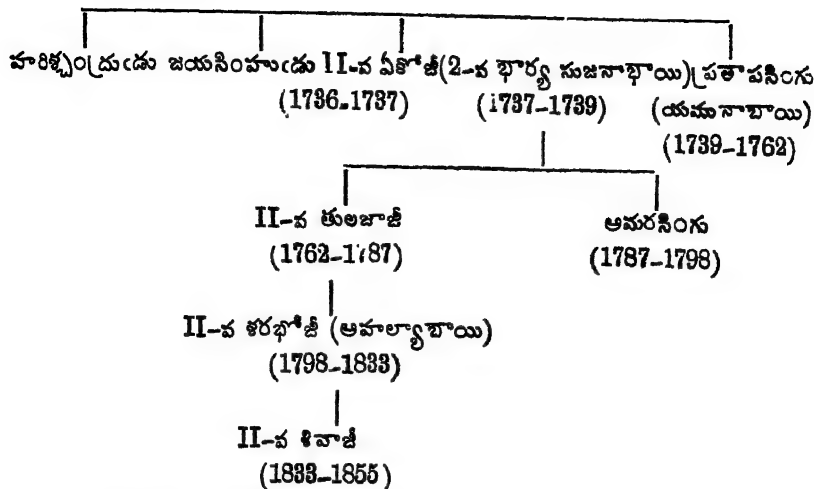 హరిశ్చంద్రుఁడు జయసింహుఁడు II-వ ఏకోజీ(2-వ భార్య సుజనాభాయి) ప్రతాపసింగు
(1736-1737) (1737-1739) (యమునాబాయి)
(1739-1762)
II-వ తులజాజీ అమరసింగు
(1762-1787) (1787-1798)
II-వ శరభోజీ (అహల్యాబాయి)
(1798-1833)
II-వ శివాజీ
(1833-1855)